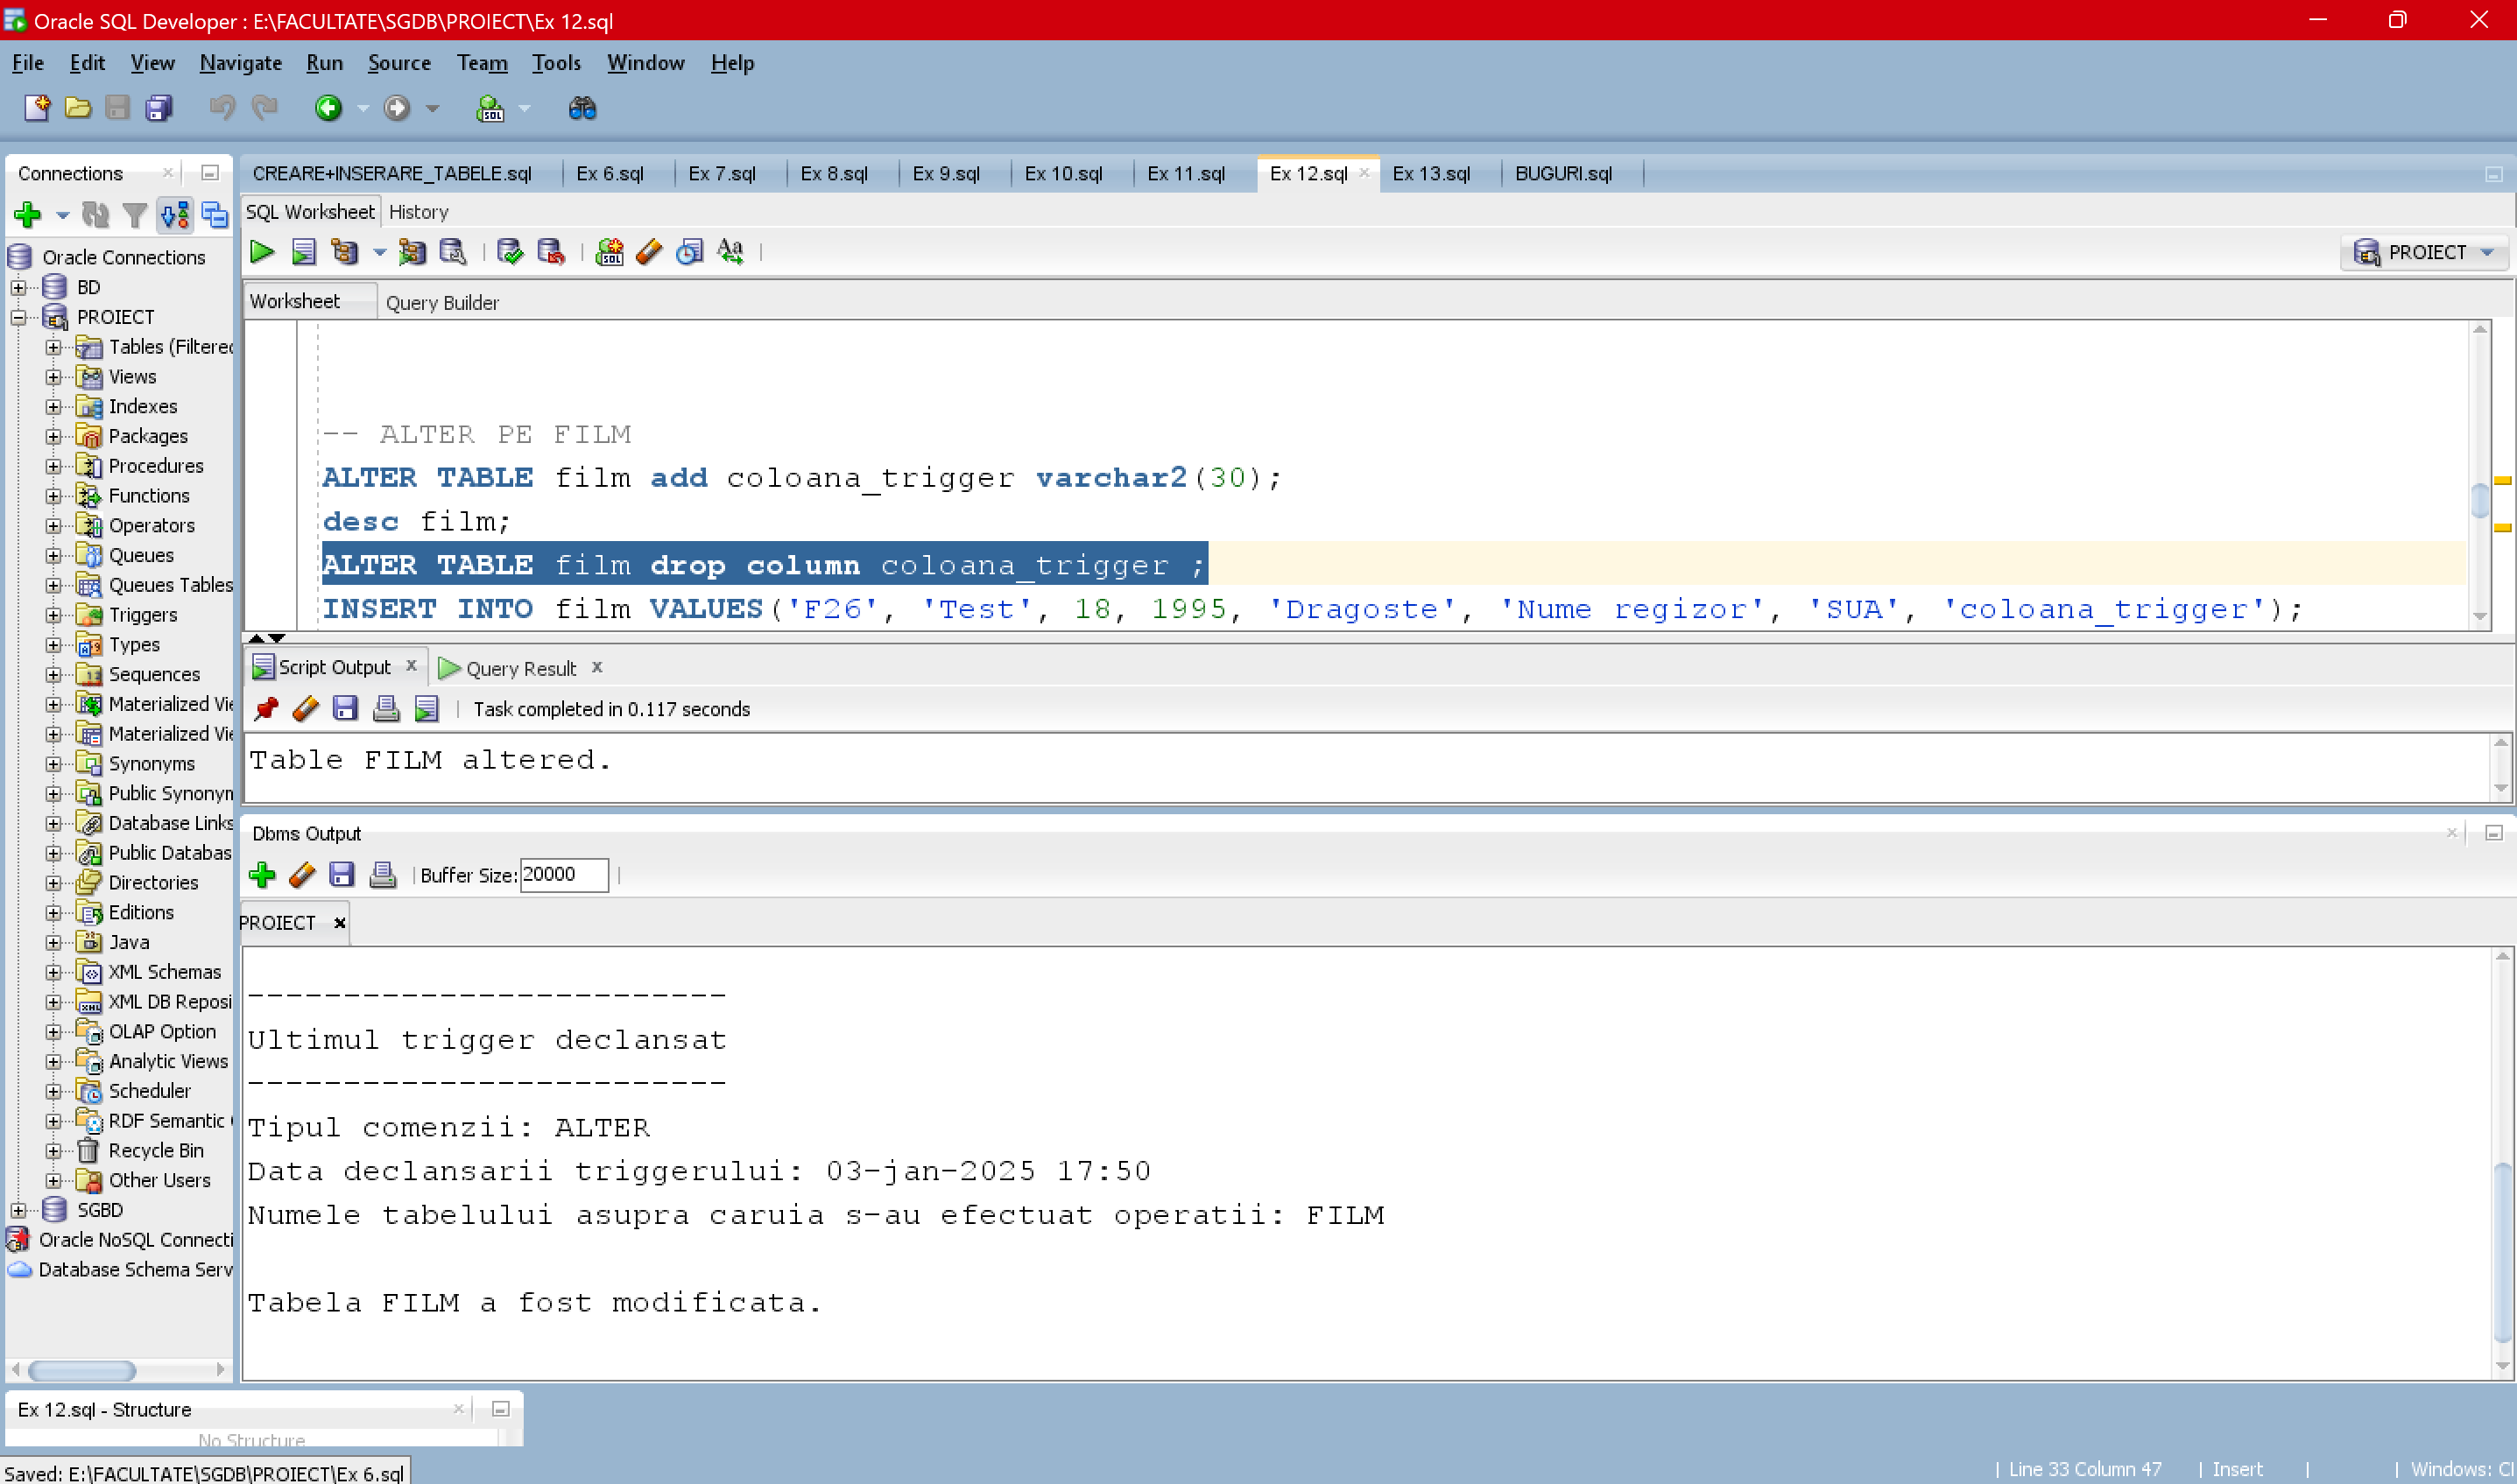 Oracle SQL Developer : E:\FACULTATE\SGDB\PROIECT\Ex 12.sql
File Edit View Navigate Run Source Team Tools Window Help
Connections
Oracle Connections
BD
PROIECT
Tables (Filtered
Views
Indexes
Packages
Procedures
Functions
Operators
Queues
Queues Tables
Triggers
Types
Sequences
Materialized Vie
Materialized Vie
Synonyms
Public Synonym
Database Links
Public Databas
Directories
Editions
Java
XML Schemas
XML DB Reposi
OLAP Option
Analytic Views
Scheduler
RDF Semantic
Recycle Bin
Other Users
SGBD
Oracle NoSQL Connecti
Database Schema Serv
CREARE+INSERARE_TABELE.sql Ex 6.sql Ex 7.sql Ex 8.sql Ex 9.sql Ex 10.sql Ex 11.sql Ex 12.sql Ex 13.sql BUGURI.sql
SQL Worksheet History
PROIECT
Worksheet Query Builder
-- ALTER PE FILM
ALTER TABLE film add coloana_trigger varchar2(30);
desc film;
ALTER TABLE film drop column coloana_trigger ;
INSERT INTO film VALUES('F26', 'Test', 18, 1995, 'Dragoste', 'Nume regizor', 'SUA', 'coloana_trigger');
Script Output x Query Result x
| Task completed in 0.117 seconds
Table FILM altered.
Dbms Output
| Buffer Size: 20000 |
PROIECT x
-------------------------
Ultimul trigger declansat
-------------------------
Tipul comenzii: ALTER
Data declansarii triggerului: 03-jan-2025 17:50
Numele tabelului asupra caruia s-au efectuat operatii: FILM
Tabela FILM a fost modificata.
Ex 12.sql - Structure
No Structure
Saved: E:\FACULTATE\SGDB\PROIECT\Ex 6.sql
| Line 33 Column 47 | Insert | | Windows: Cl